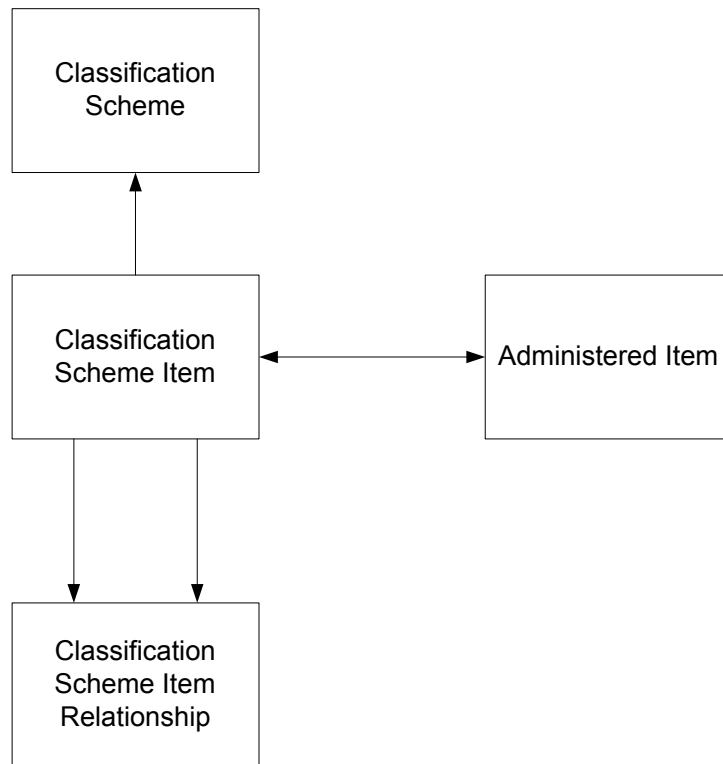 Classification
Scheme
Classification
Scheme Item
Administered Item
Classification
Scheme Item
Relationship